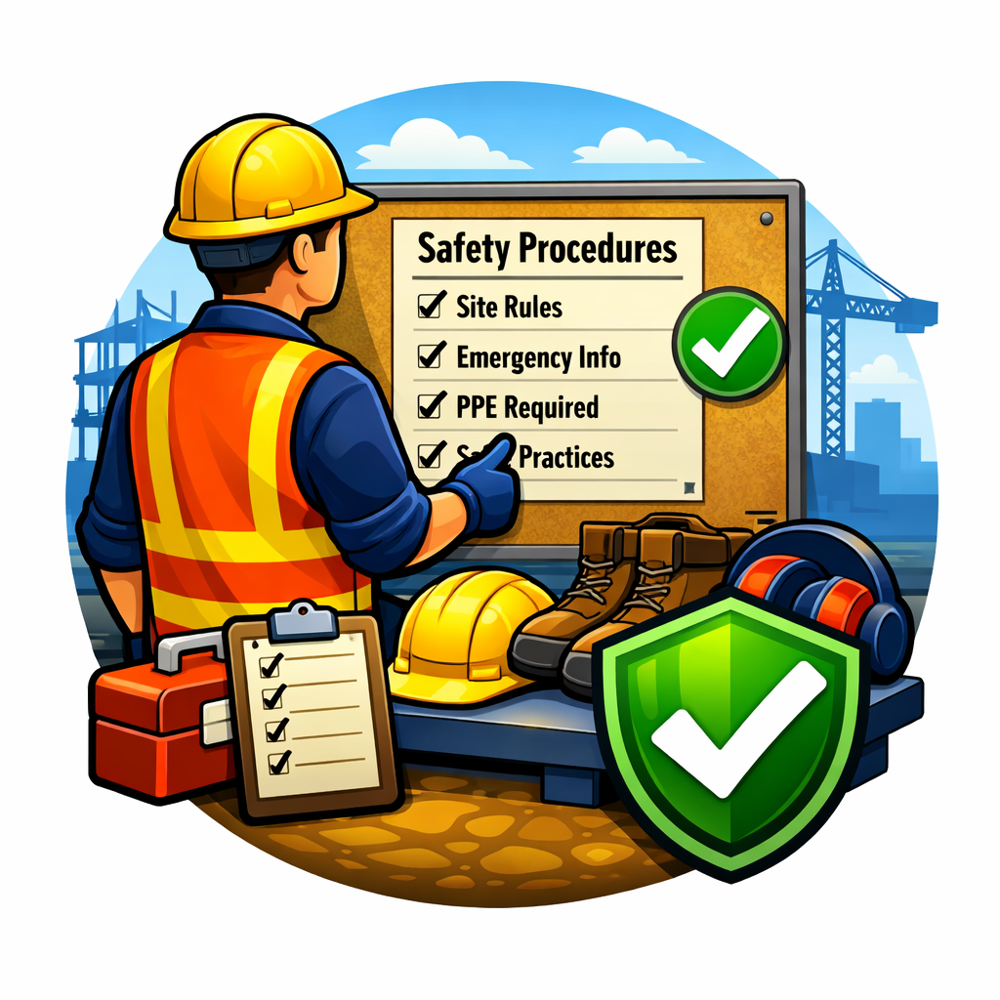 Safety Procedures
Site Rules
Emergency Info
PPE Required
Practices